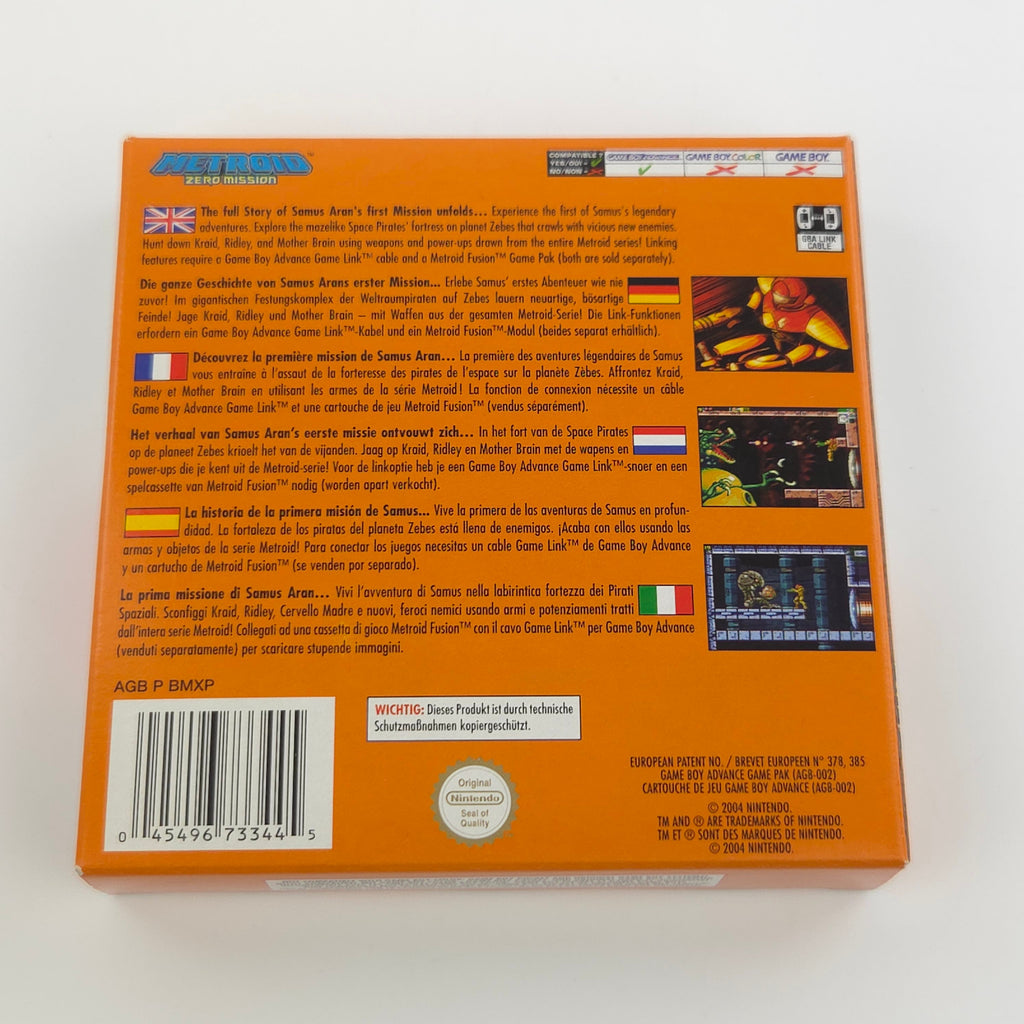 METROID™
ZERO MISSION
COMPATIBLE?
YES/OUI = ✓
NO/NON = ✗
GAME BOY ADVANCE
GAME BOY COLOR
GAME BOY
GBA LINK
CABLE
The full Story of Samus Aran's first Mission unfolds... Experience the first of Samus's legendary
adventures. Explore the mazelike Space Pirates' fortress on planet Zebes that crawls with vicious new enemies.
Hunt down Kraid, Ridley, and Mother Brain using weapons and power-ups drawn from the entire Metroid series! Linking
features require a Game Boy Advance Game Link™ cable and a Metroid Fusion™ Game Pak (both are sold separately).
Die ganze Geschichte von Samus Arans erster Mission... Erlebe Samus' erstes Abenteuer wie nie
zuvor! Im gigantischen Festungskomplex der Weltraumpiraten auf Zebes lauern neuartige, bösartige
Feinde! Jage Kraid, Ridley und Mother Brain – mit Waffen aus der gesamten Metroid-Serie! Die Link-Funktionen
erfordern ein Game Boy Advance Game Link™-Kabel und ein Metroid Fusion™-Modul (beides separat erhältlich).
Découvrez la première mission de Samus Aran... La première des aventures légendaires de Samus
vous entraine à l'assaut de la forteresse des pirates de l'espace sur la planète Zèbes. Affrontez Kraid,
Ridley et Mother Brain en utilisant les armes de la série Metroid! La fonction de connexion nécessite un câble
Game Boy Advance Game Link™ et une cartouche de jeu Metroid Fusion™ (vendus séparément).
Het verhaal van Samus Aran's eerste missie ontvouwt zich... In het fort van de Space Pirates
op de planeet Zebes krioelt het van de vijanden. Jaag op Kraid, Ridley en Mother Brain met de wapens en
power-ups die je kent uit de Metroid-serie! Voor de linkoptie heb je een Game Boy Advance Game Link™-snoer en een
spelcassette van Metroid Fusion™ nodig (worden apart verkocht).
La historia de la primera misión de Samus... Vive la primera de las aventuras de Samus en profun-
didad. La fortaleza de los piratas del planeta Zebes está llena de enemigos. ¡Acaba con ellos usando las
armas y objetos de la serie Metroid! Para conectar los juegos necesitas un cable Game Link™ de Game Boy Advance
y un cartucho de Metroid Fusion™ (se venden por separado).
La prima missione di Samus Aran... Vivi l'avventura di Samus nella labirintica fortezza dei Pirati
Spaziali. Sconfiggi Kraid, Ridley, Cervello Madre e nuovi, feroci nemici usando armi e potenziamenti tratti
dall'intera serie Metroid! Collegati ad una cassetta di gioco Metroid Fusion™ con il cavo Game Link™ per Game Boy Advance
(venduti separatamente) per scaricare stupende immagini.
AGB P BMXP
0 45496 73344 5
WICHTIG: Dieses Produkt ist durch technische
Schutzmaßnahmen kopiergeschützt.
Original
Nintendo
Seal of
Quality
EUROPEAN PATENT NO. / BREVET EUROPEEN N° 378, 385
GAME BOY ADVANCE GAME PAK (AGB-002)
CARTOUCHE DE JEU GAME BOY ADVANCE (AGB-002)
© 2004 NINTENDO.
TM AND ® ARE TRADEMARKS OF NINTENDO.
TM ET ® SONT DES MARQUES DE NINTENDO.
© 2004 NINTENDO.